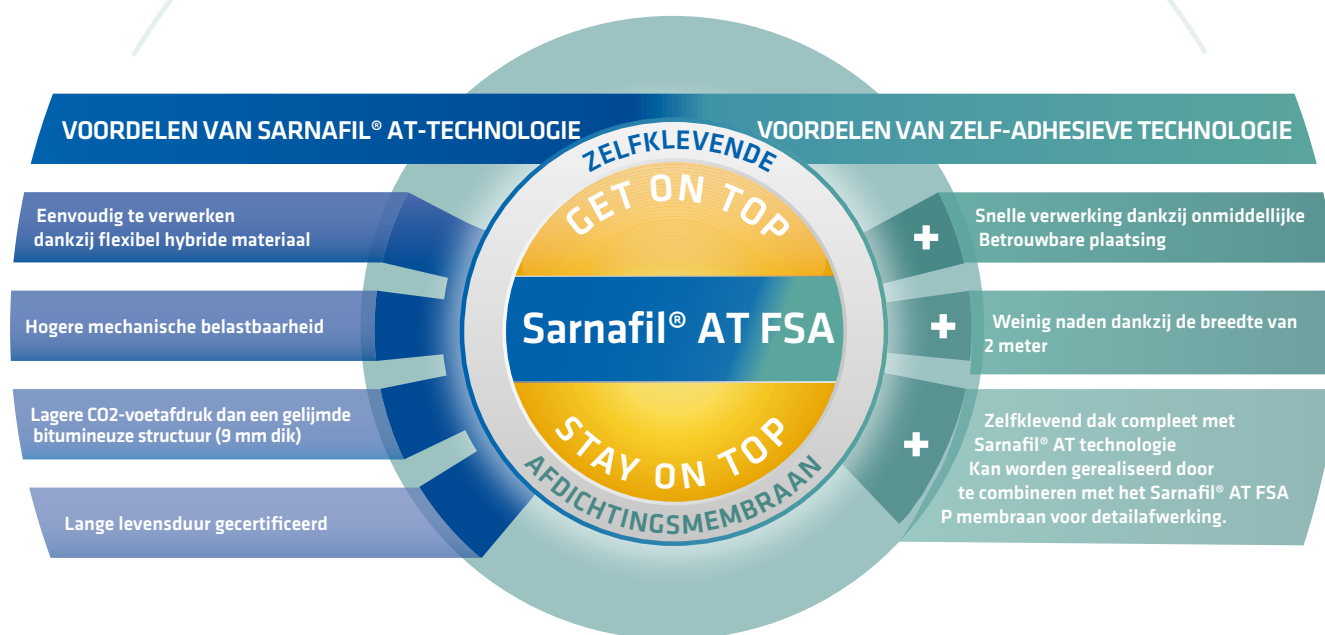 VOORDELEN VAN SARNAFIL® AT-TECHNOLOGIE
Eenvoudig te verwerken
dankzij flexibel hybride materiaal
Hogere mechanische belastbaarheid
Lagere CO2-voetafdruk dan een gelijmde
bitumineuze structuur (9 mm dik)
Lange levensduur gecertificeerd
ZELFKLEVENDE
GET ON TOP
Sarnafil® AT FSA
STAY ON TOP
AFDICHTINGSMEMBRAAN
VOORDELEN VAN ZELF-ADHESIEVE TECHNOLOGIE
+
Snelle verwerking dankzij onmiddellijke
Betrouwbare plaatsing
+
Weinig naden dankzij de breedte van
2 meter
+
Zelfklevend dak compleet met
Sarnafil® AT technologie
Kan worden gerealiseerd door
te combineren met het Sarnafil® AT FSA
P membraan voor detailafwerking.